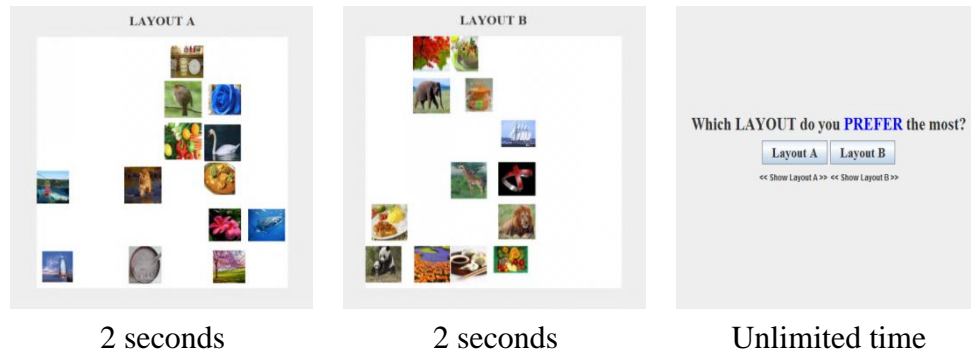 LAYOUT A
LAYOUT B
Which LAYOUT do you PREFER the most?
Layout A Layout B
<< Show Layout A >> << Show Layout B >>
2 seconds
2 seconds
Unlimited time